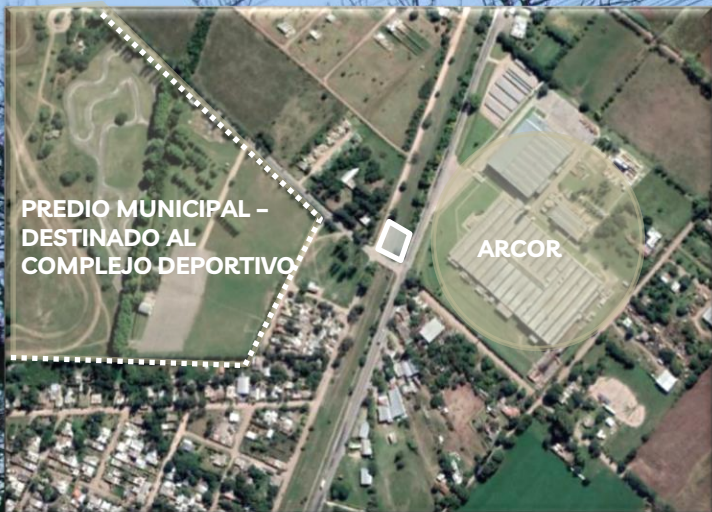 PREDIO MUNICIPAL –
DESTINADO AL
COMPLEJO DEPORTIVO
ARCOR